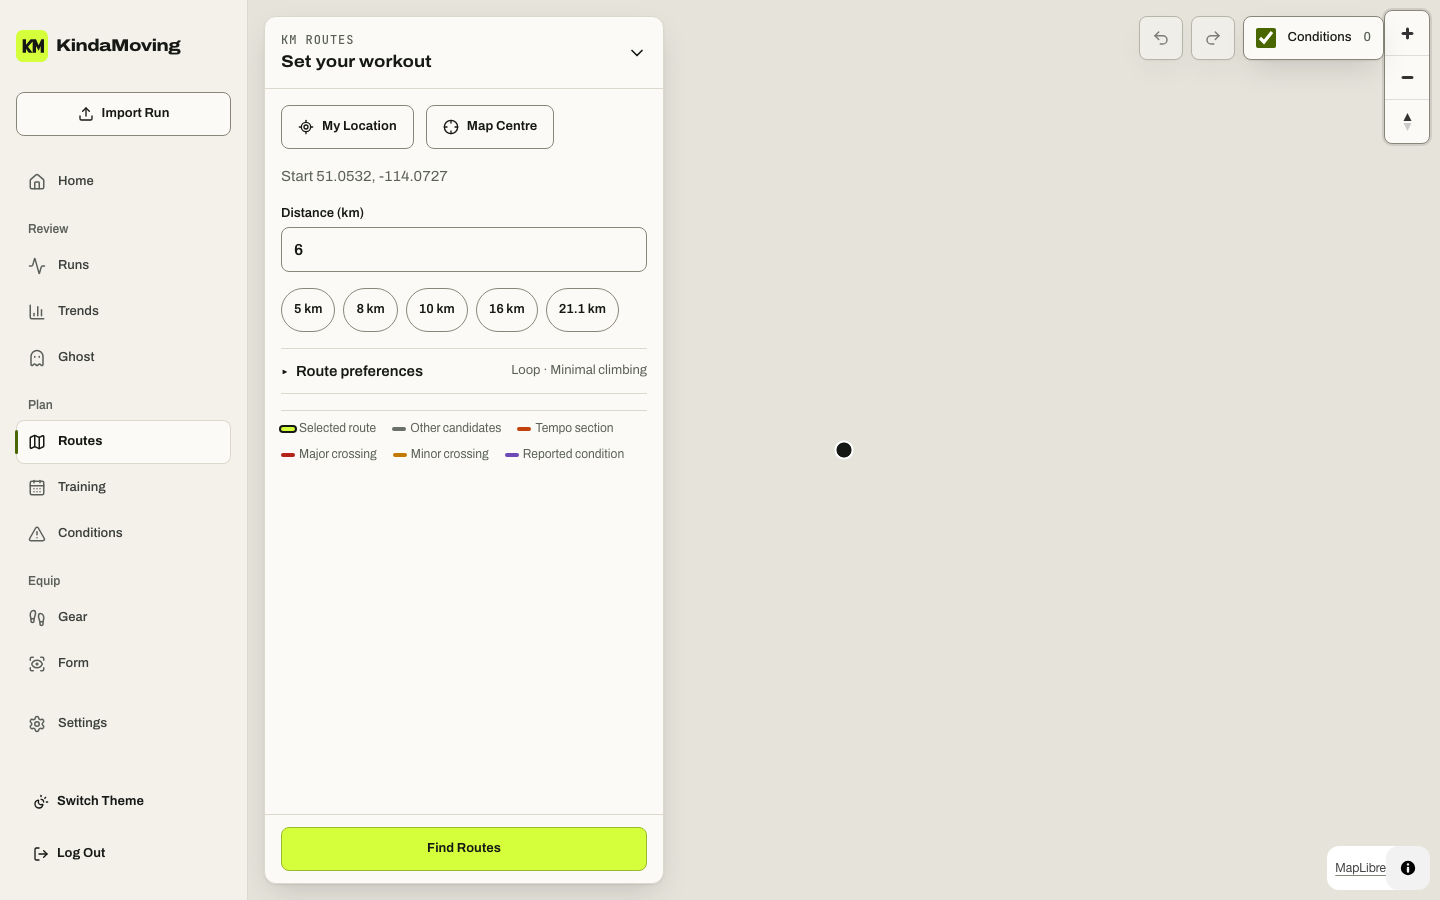 KM KindaMoving
Import Run
Home
Review
Runs
Trends
Ghost
Plan
Routes
Training
Conditions
Equip
Gear
Form
Settings
Switch Theme
Log Out
KM ROUTES
Set your workout
My Location
Map Centre
Start 51.0532, -114.0727
Distance (km)
6
5 km
8 km
10 km
16 km
21.1 km
Route preferences
Loop · Minimal climbing
Selected route
Other candidates
Tempo section
Major crossing
Minor crossing
Reported condition
Find Routes
Conditions 0
MapLibre